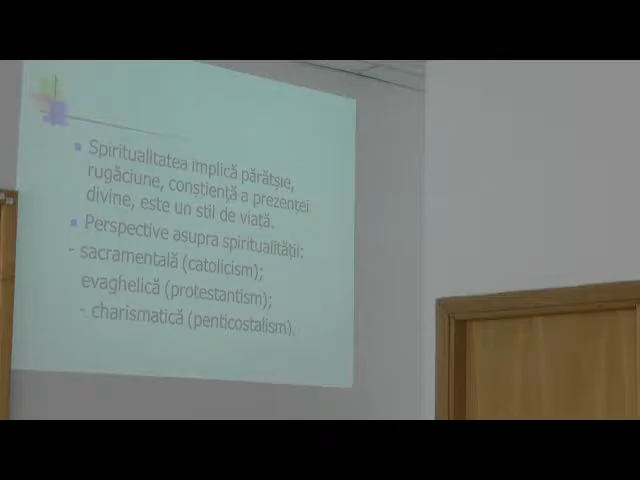 Spiritualitatea implică părătșie,
rugăciune, conștiență a prezenței
divine, este un stil de viață.
Perspective asupra spiritualității:
- sacramentală (catolicism);
evaghelică (protestantism);
- charismatică (penticostalism).